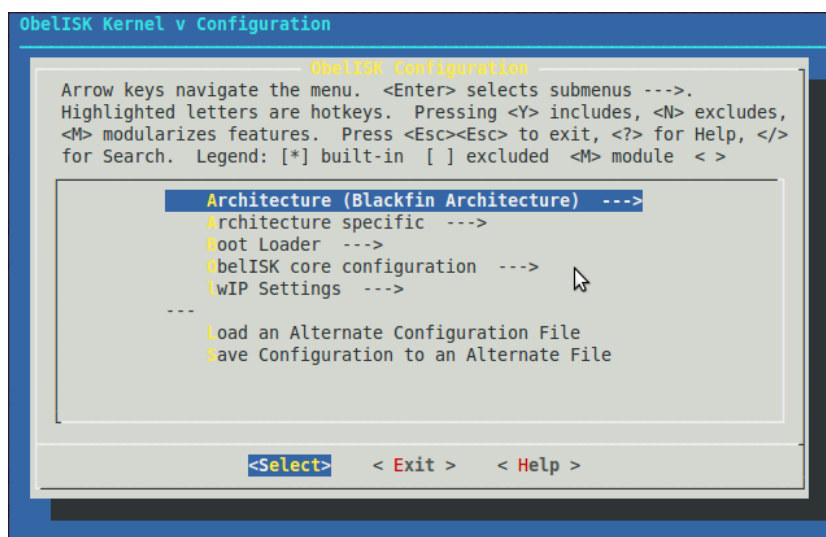 ObelISK Kernel v Configuration
ObelISK Configuration
Arrow keys navigate the menu.  <Enter> selects submenus --->.
Highlighted letters are hotkeys.  Pressing <Y> includes, <N> excludes,
<M> modularizes features.  Press <Esc><Esc> to exit, <?> for Help, </>
for Search.  Legend: [*] built-in  [ ] excluded  <M> module  < >
Architecture (Blackfin Architecture)  --->
Architecture specific  --->
Boot Loader  --->
ObelISK core configuration  --->
lwIP Settings  --->
---
Load an Alternate Configuration File
Save Configuration to an Alternate File
<Select>    < Exit >    < Help >